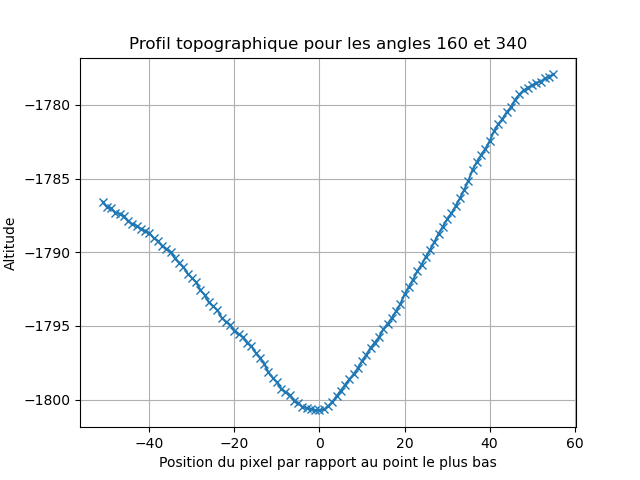 Profil topographique pour les angles 160 et 340
Altitude
−1780
−1785
−1790
−1795
−1800
−40 −20 0 20 40 60
Position du pixel par rapport au point le plus bas